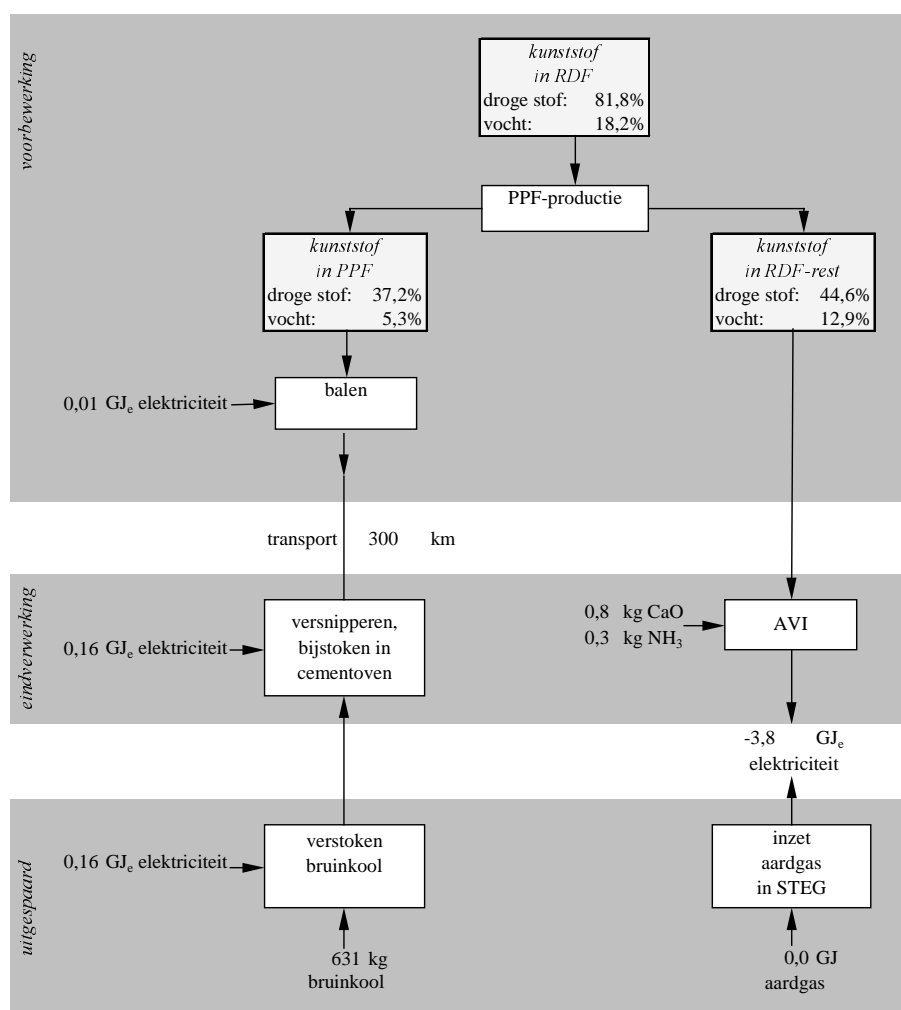 voorbewerking
kunststof
in RDF
droge stof: 81,8%
vocht: 18,2%
PPF-productie
kunststof
in PPF
droge stof: 37,2%
vocht: 5,3%
kunststof
in RDF-rest
droge stof: 44,6%
vocht: 12,9%
balen
0,01 GJe elektriciteit
transport 300 km
eindverwerking
0,16 GJe elektriciteit
versnipperen,
bijstoken in
cementoven
0,8 kg CaO
0,3 kg NH3
AVI
-3,8 GJe
elektriciteit
uitgespaard
0,16 GJe elektriciteit
verstoken
bruinkool
inzet
aardgas
in STEG
631 kg
bruinkool
0,0 GJ
aardgas